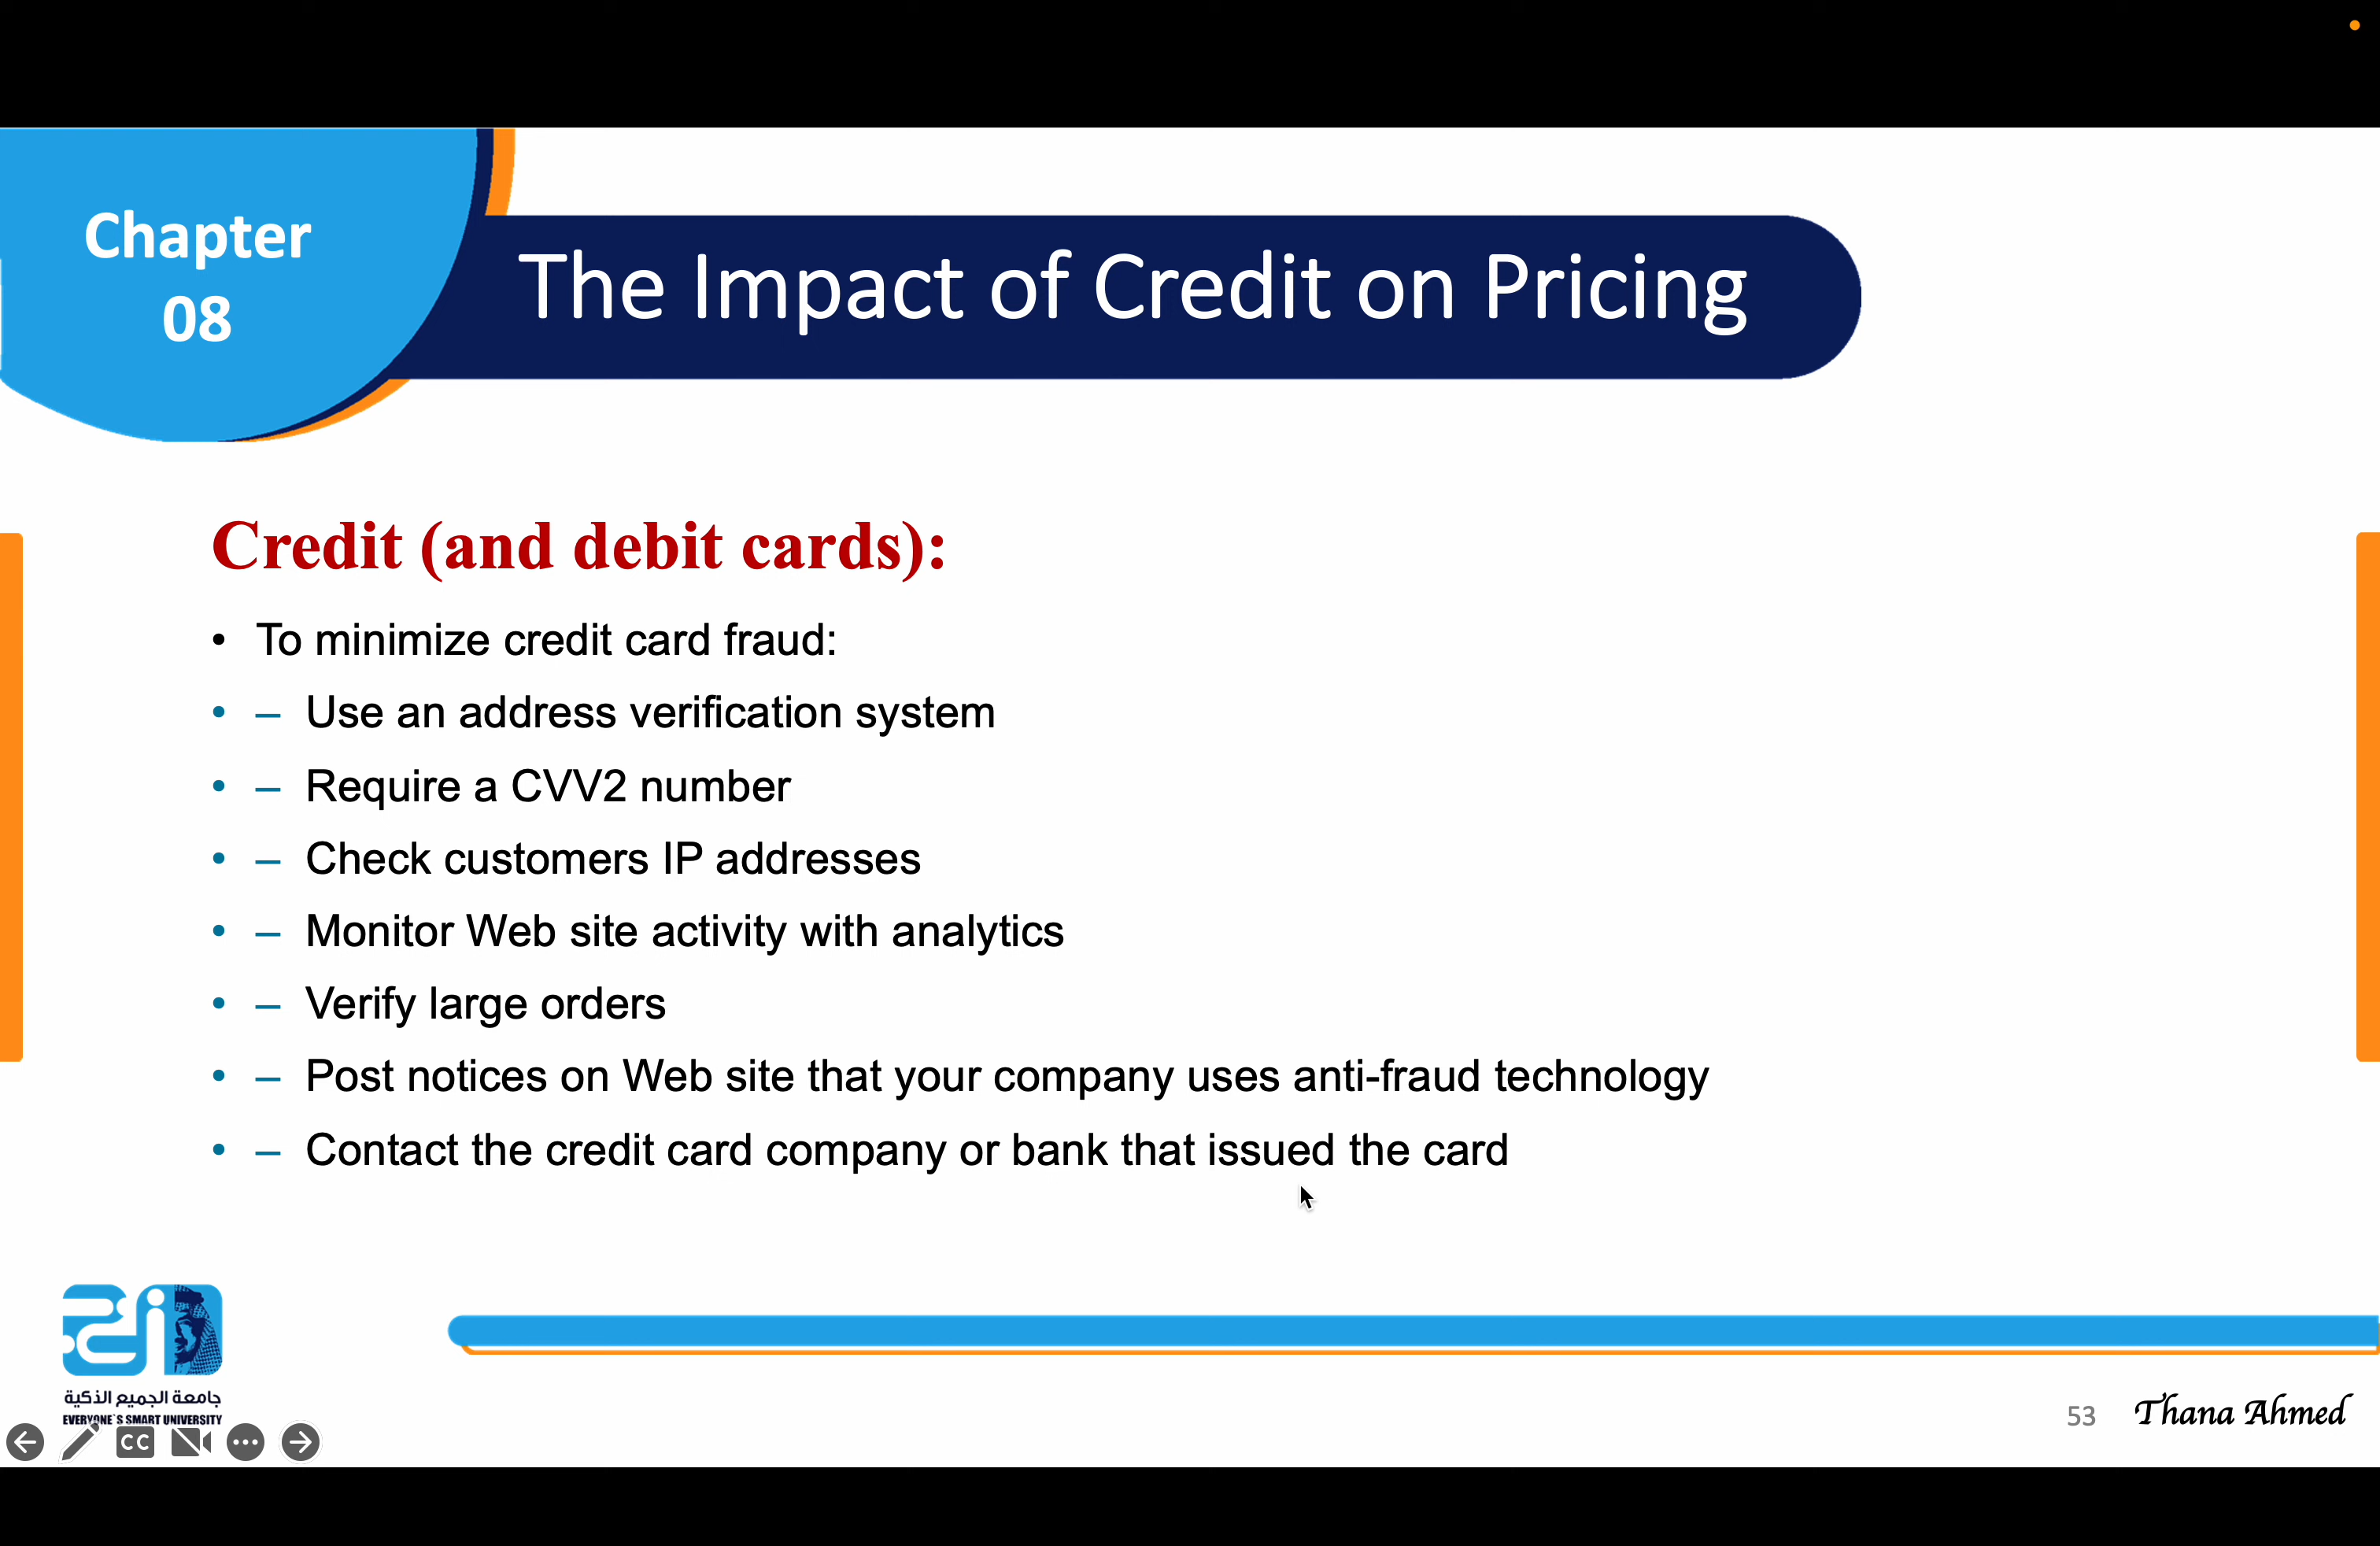 Chapter
08
The Impact of Credit on Pricing
Credit (and debit cards):
• To minimize credit card fraud:
• – Use an address verification system
• – Require a CVV2 number
• – Check customers IP addresses
• – Monitor Web site activity with analytics
• – Verify large orders
• – Post notices on Web site that your company uses anti-fraud technology
• – Contact the credit card company or bank that issued the card
جامعة الجميع الذكية
EVERYONE`S SMART UNIVERSITY
CC
53
Thana Ahmed